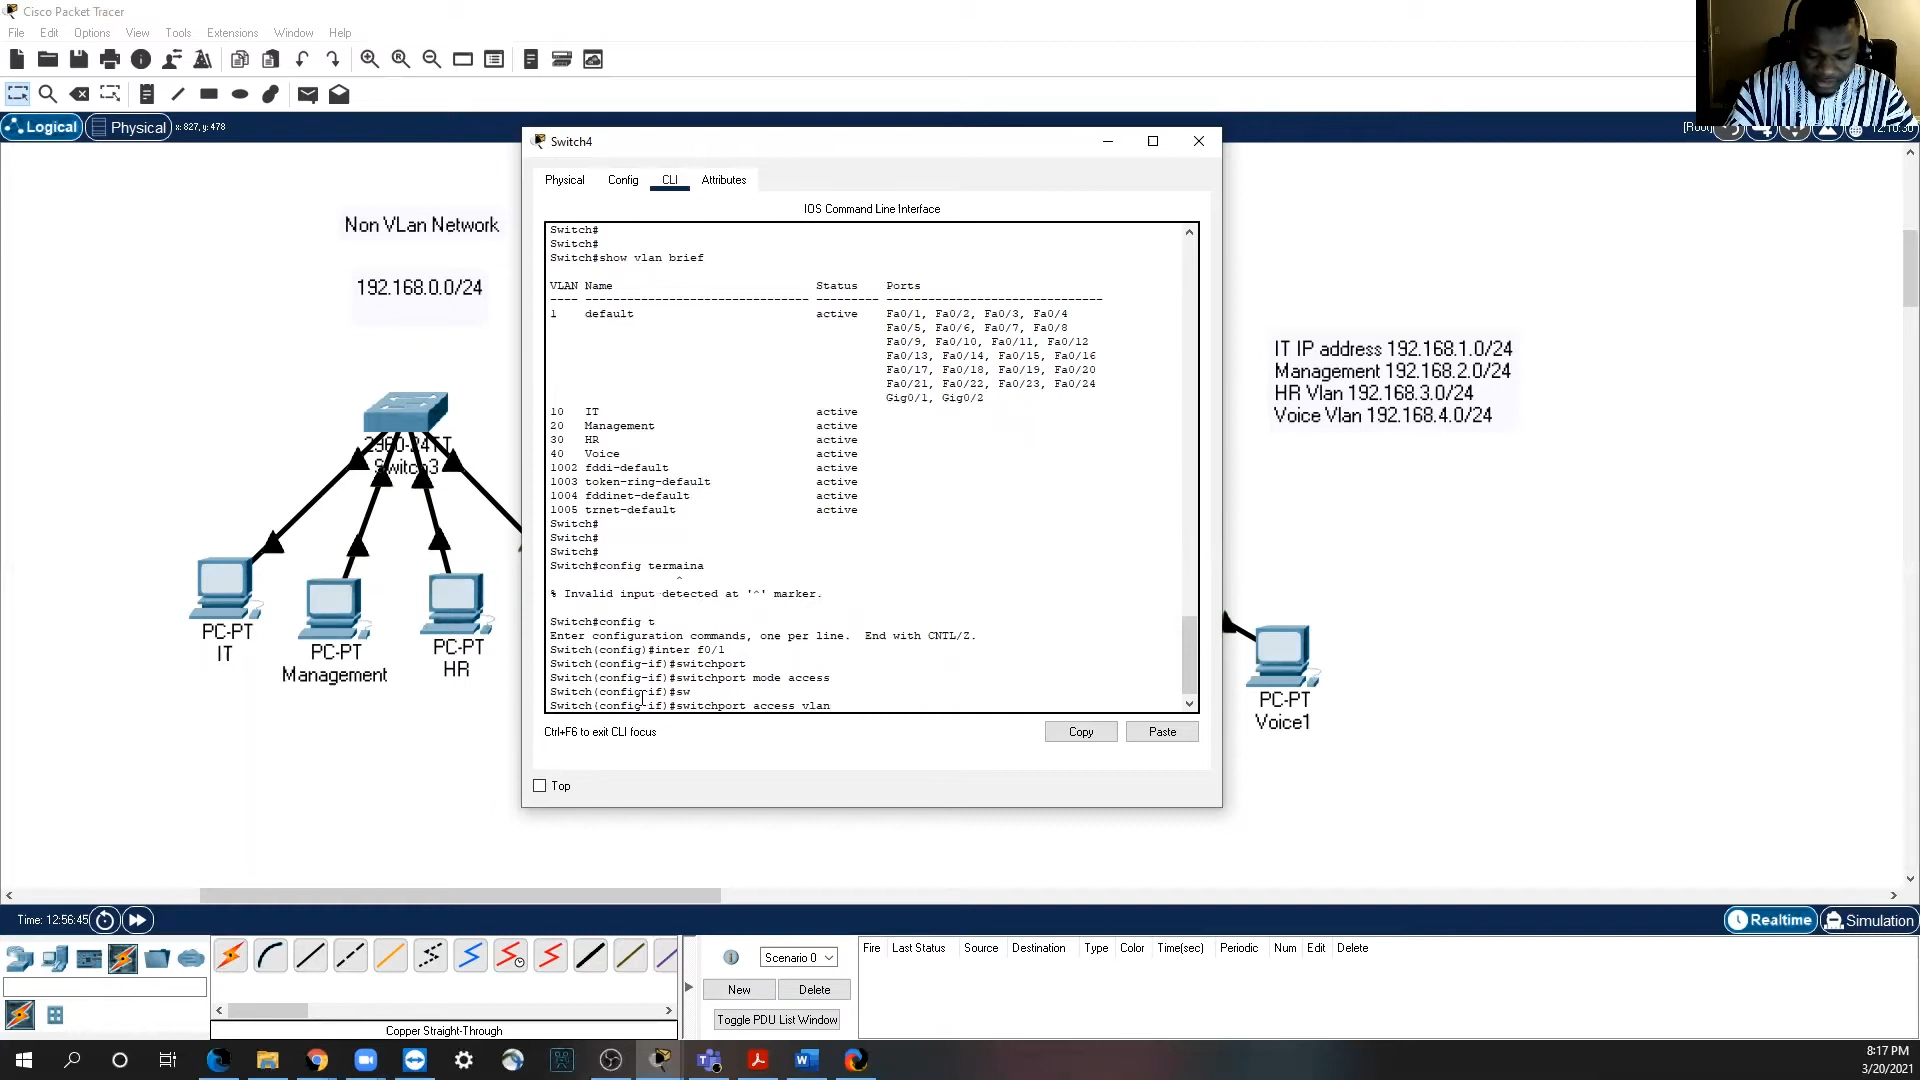 Cisco Packet Tracer
File Edit Options View Tools Extensions Window Help
Logical Physical x: 827, y: 478
[Root] 12:10:30
Switch4
Physical Config CLI Attributes
IOS Command Line Interface
Switch#
Switch#
Switch#show vlan brief
VLAN Name Status Ports
---- -------------------------------- --------- -------------------------------
1 default active Fa0/1, Fa0/2, Fa0/3, Fa0/4
Fa0/5, Fa0/6, Fa0/7, Fa0/8
Fa0/9, Fa0/10, Fa0/11, Fa0/12
Fa0/13, Fa0/14, Fa0/15, Fa0/16
Fa0/17, Fa0/18, Fa0/19, Fa0/20
Fa0/21, Fa0/22, Fa0/23, Fa0/24
Gig0/1, Gig0/2
10 IT active
20 Management active
30 HR active
40 Voice active
1002 fddi-default active
1003 token-ring-default active
1004 fddinet-default active
1005 trnet-default active
Switch#
Switch#
Switch#
Switch#config termaina
^
% Invalid input detected at '^' marker.
Switch#config t
Enter configuration commands, one per line. End with CNTL/Z.
Switch(config)#inter f0/1
Switch(config-if)#switchport
Switch(config-if)#switchport mode access
Switch(config-if)#sw
Switch(config-if)#switchport access vlan
Ctrl+F6 to exit CLI focus
Copy Paste
Top
Non VLan Network
192.168.0.0/24
2960-24TT
Switch3
PC-PT
IT
PC-PT
Management
PC-PT
HR
IT IP address 192.168.1.0/24
Management 192.168.2.0/24
HR Vlan 192.168.3.0/24
Voice Vlan 192.168.4.0/24
PC-PT
Voice1
Time: 12:56:45
Realtime Simulation
Scenario 0
New Delete
Toggle PDU List Window
Fire Last Status Source Destination Type Color Time(sec) Periodic Num Edit Delete
Copper Straight-Through
8:17 PM
3/20/2021